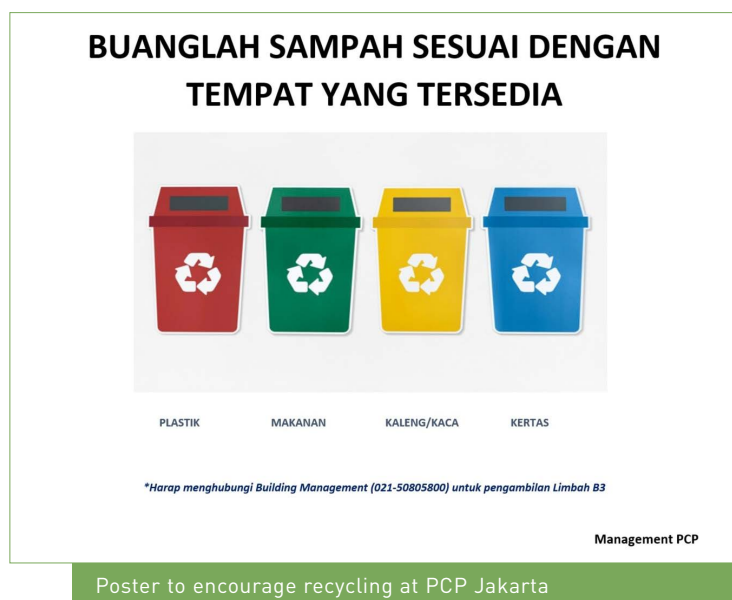 BUANGLAH SAMPAH SESUAI DENGAN
TEMPAT YANG TERSEDIA
PLASTIK MAKANAN KALENG/KACA KERTAS
*Harap menghubungi Building Management (021-50805800) untuk pengambilan Limbah B3
Management PCP
Poster to encourage recycling at PCP Jakarta